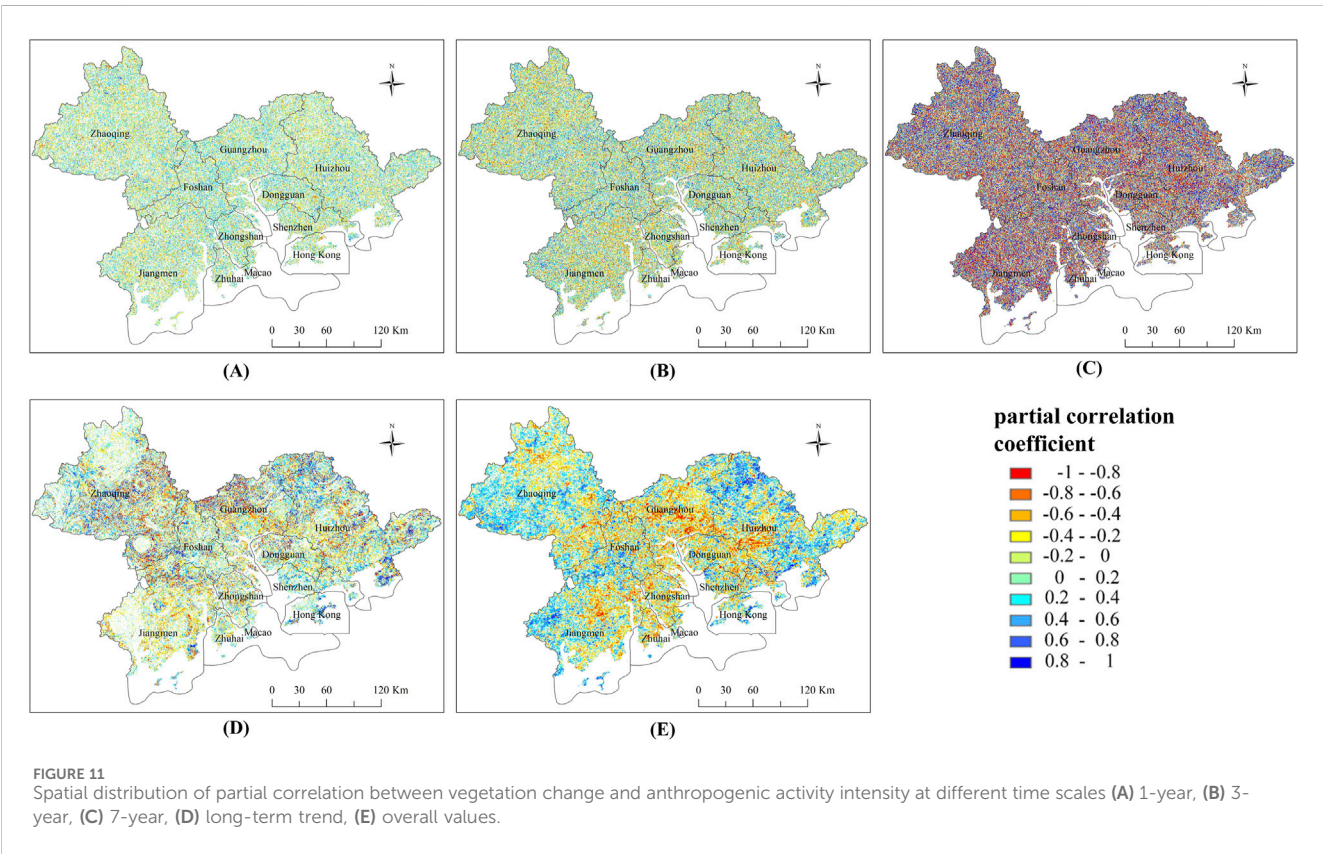 N
Zhaoqing
Guangzhou
Huizhou
Foshan
Dongguan
Shenzhen
Zhongshan
Hong Kong
Jiangmen
Macao
Zhuhai
0 30 60 120 Km
(A)
N
Zhaoqing
Guangzhou
Huizhou
Foshan
Dongguan
Shenzhen
Zhongshan
Hong Kong
Jiangmen
Macao
Zhuhai
0 30 60 120 Km
(B)
N
Zhaoqing
Guangzhou
Huizhou
Foshan
Dongguan
Shenzhen
Zhongshan
Hong Kong
Jiangmen
Macao
Zhuhai
0 30 60 120 Km
(C)
N
Zhaoqing
Guangzhou
Huizhou
Foshan
Dongguan
Shenzhen
Zhongshan
Hong Kong
Jiangmen
Macao
Zhuhai
0 30 60 120 Km
(D)
N
Zhaoqing
Guangzhou
Huizhou
Foshan
Dongguan
Shenzhen
Zhongshan
Hong Kong
Jiangmen
Macao
Zhuhai
0 30 60 120 Km
(E)
partial correlation
coefficient
-1 - -0.8
-0.8 - -0.6
-0.6 - -0.4
-0.4 - -0.2
-0.2 - 0
0 - 0.2
0.2 - 0.4
0.4 - 0.6
0.6 - 0.8
0.8 - 1
FIGURE 11
Spatial distribution of partial correlation between vegetation change and anthropogenic activity intensity at different time scales (A) 1-year, (B) 3-
year, (C) 7-year, (D) long-term trend, (E) overall values.